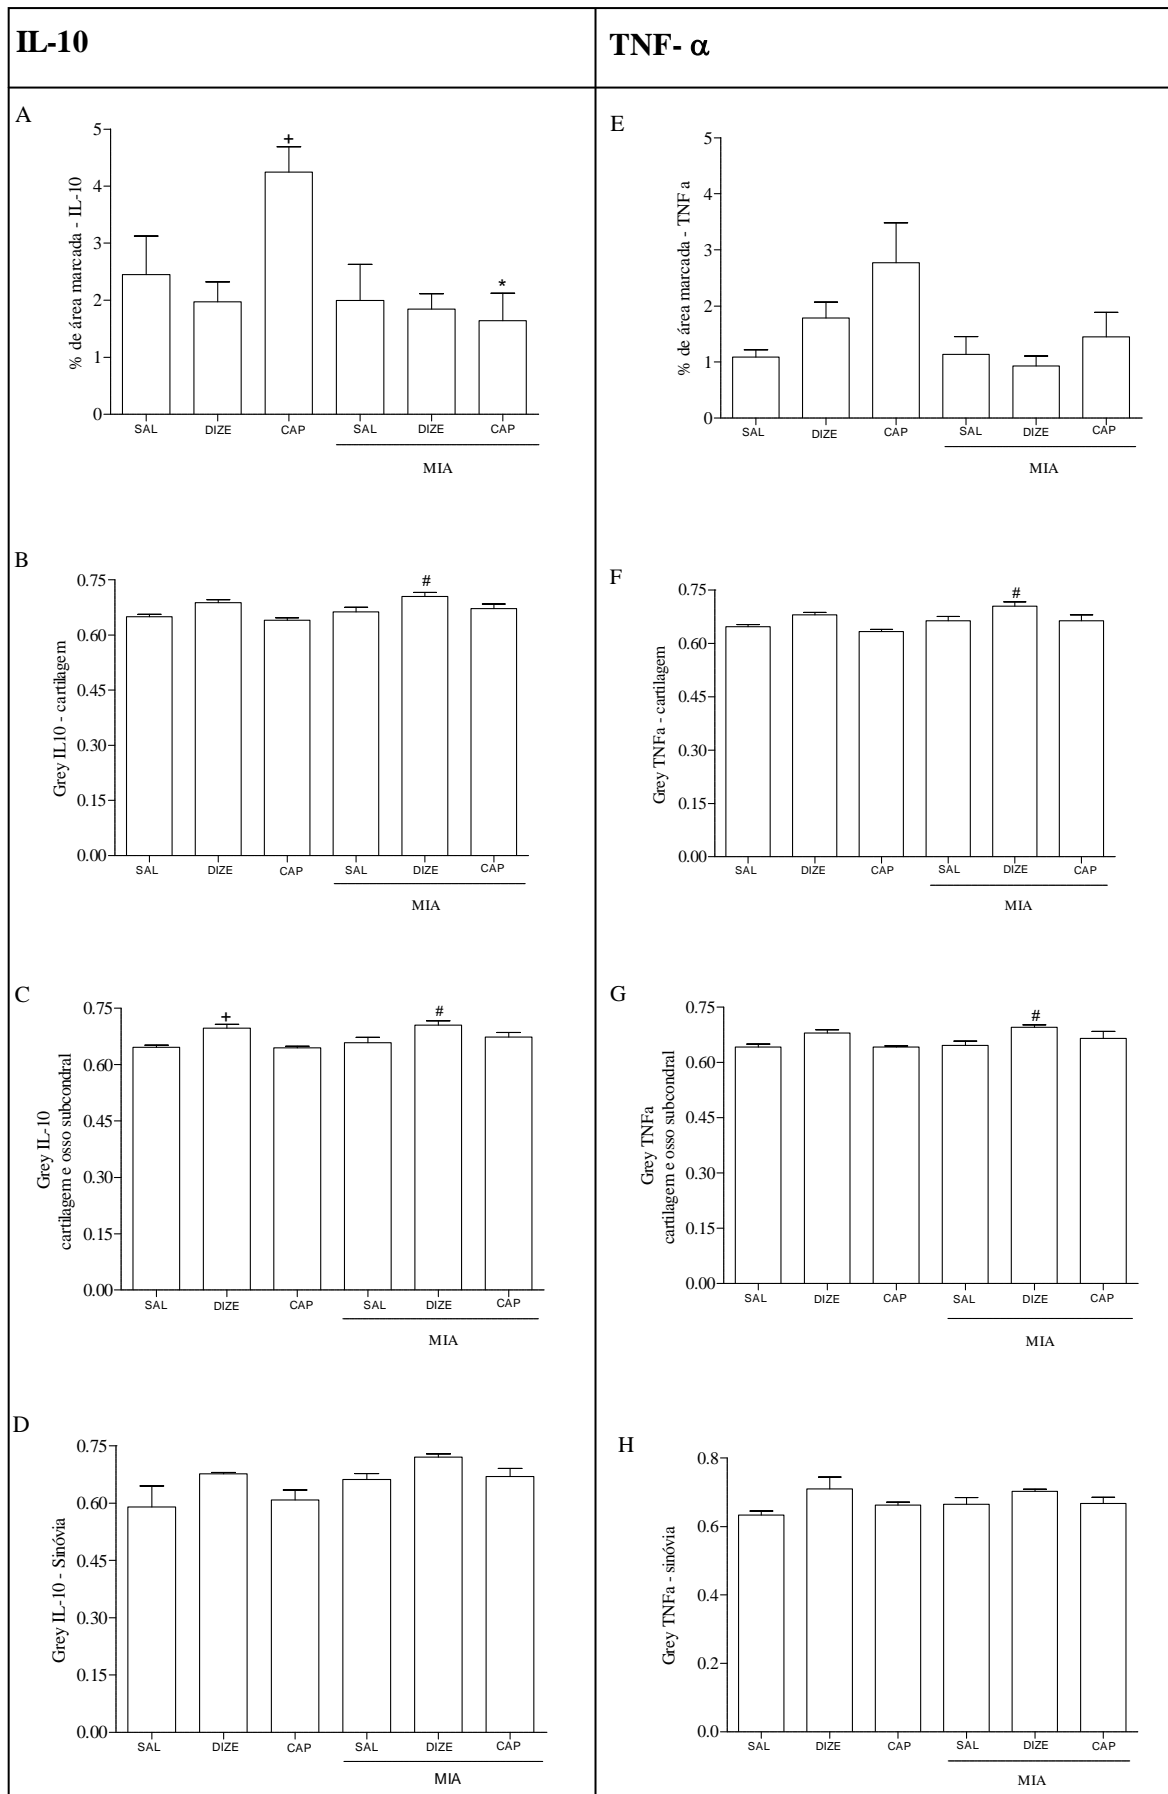 IL-10
TNF- α
A
% de área marcada - IL-10
5
4
3
2
1
0
+
*
SAL DIZE CAP SAL DIZE CAP
MIA
E
% de área marcada - TNF a
5
4
3
2
1
0
SAL DIZE CAP SAL DIZE CAP
MIA
B
Grey IL10 - cartilagem
0.75
0.60
0.45
0.30
0.15
0.00
#
SAL DIZE CAP SAL DIZE CAP
MIA
F
Grey TNFa - cartilagem
0.75
0.60
0.45
0.30
0.15
0.00
#
SAL DIZE CAP SAL DIZE CAP
MIA
C
Grey IL-10
cartilagem e osso subcondral
0.75
0.60
0.45
0.30
0.15
0.00
+
#
SAL DIZE CAP SAL DIZE CAP
MIA
G
Grey TNFa
cartilagem e osso subcondral
0.75
0.60
0.45
0.30
0.15
0.00
#
SAL DIZE CAP SAL DIZE CAP
MIA
D
Grey IL-10 - Sinóvia
0.75
0.60
0.45
0.30
0.15
0.00
SAL DIZE CAP SAL DIZE CAP
MIA
H
Grey TNFa - sinóvia
0.8
0.6
0.4
0.2
0.0
SAL DIZE CAP SAL DIZE CAP
MIA